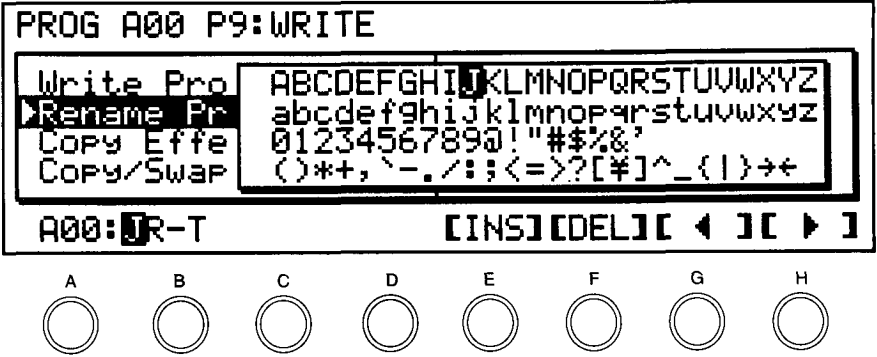 PROG A00 P9:WRITE
Write Pro
ABCDEFGHIJKLMNOPQRSTUVWXYZ
▶Rename Pr
abcdefghijklmnopqrstuvwxyz
Copy Effe
0123456789@!"#$%&'
Copy/Swap
()*+,`-./:;<=>?[¥]^_{|}→←
A00:JR-T [INS][DEL][ ◀ ][ ▶ ]
A B C D E F G H